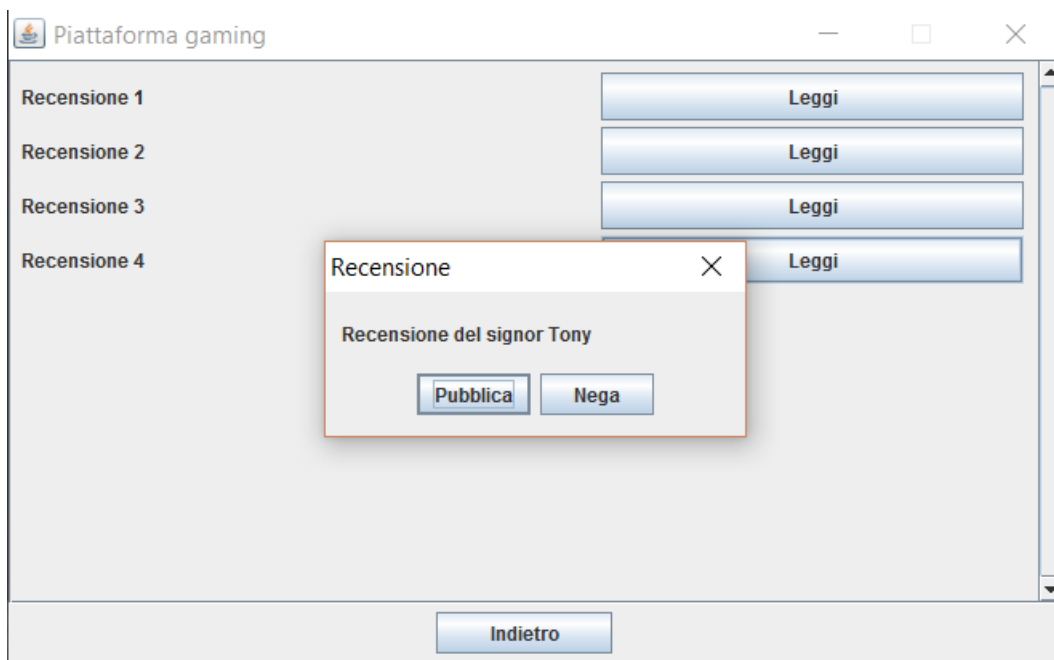 Piattaforma gaming
Recensione 1 Leggi
Recensione 2 Leggi
Recensione 3 Leggi
Recensione 4 Leggi
Recensione
Recensione del signor Tony
Pubblica Nega
Indietro